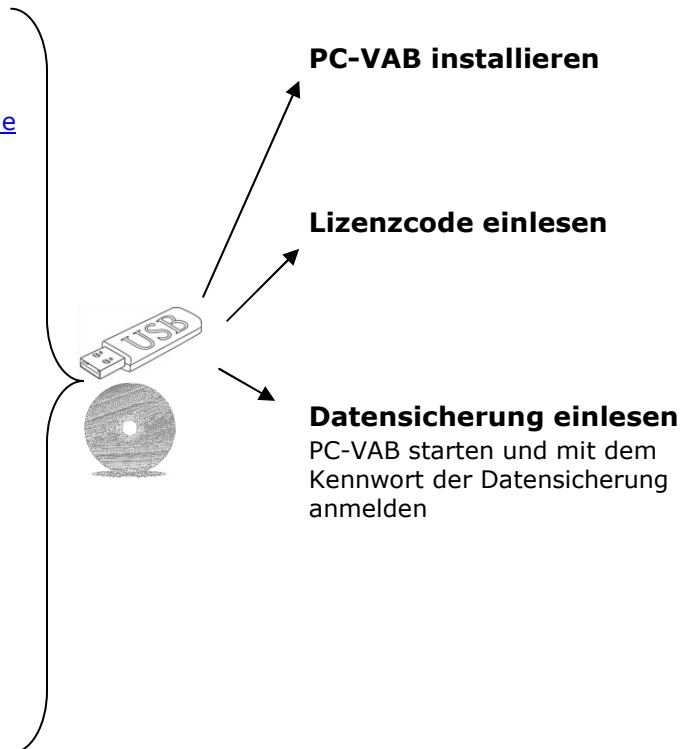 PC-VAB installieren
e
Lizenzcode einlesen
USB
Datensicherung einlesen
PC-VAB starten und mit dem
Kennwort der Datensicherung
anmelden